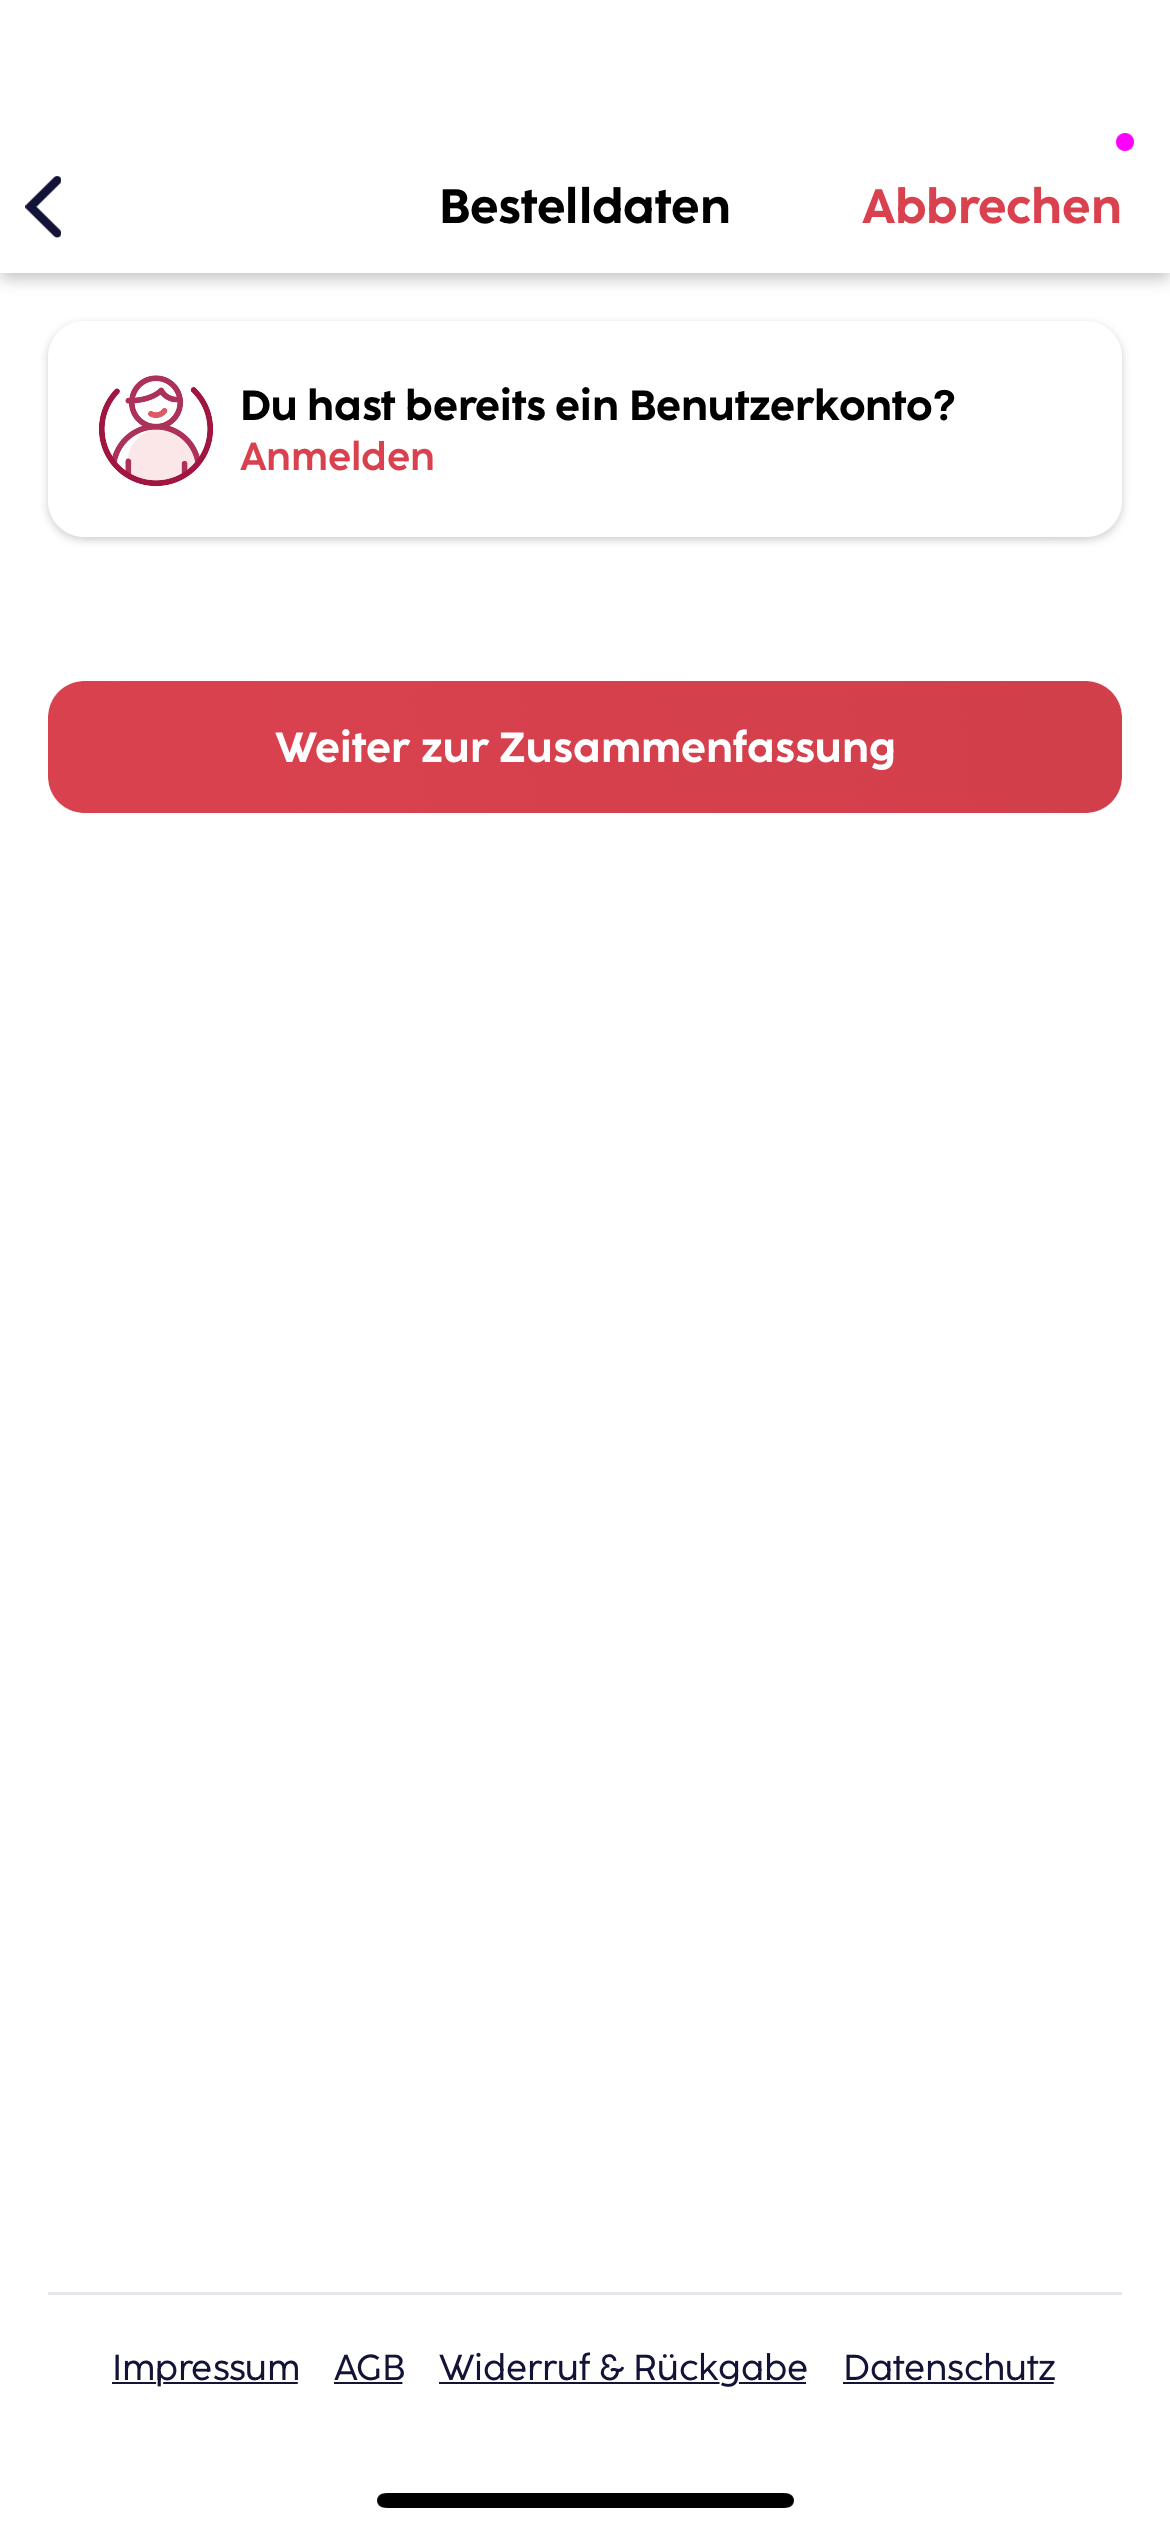 Bestelldaten
Abbrechen
Du hast bereits ein Benutzerkonto?
Anmelden
Weiter zur Zusammenfassung
Impressum AGB Widerruf & Rückgabe Datenschutz